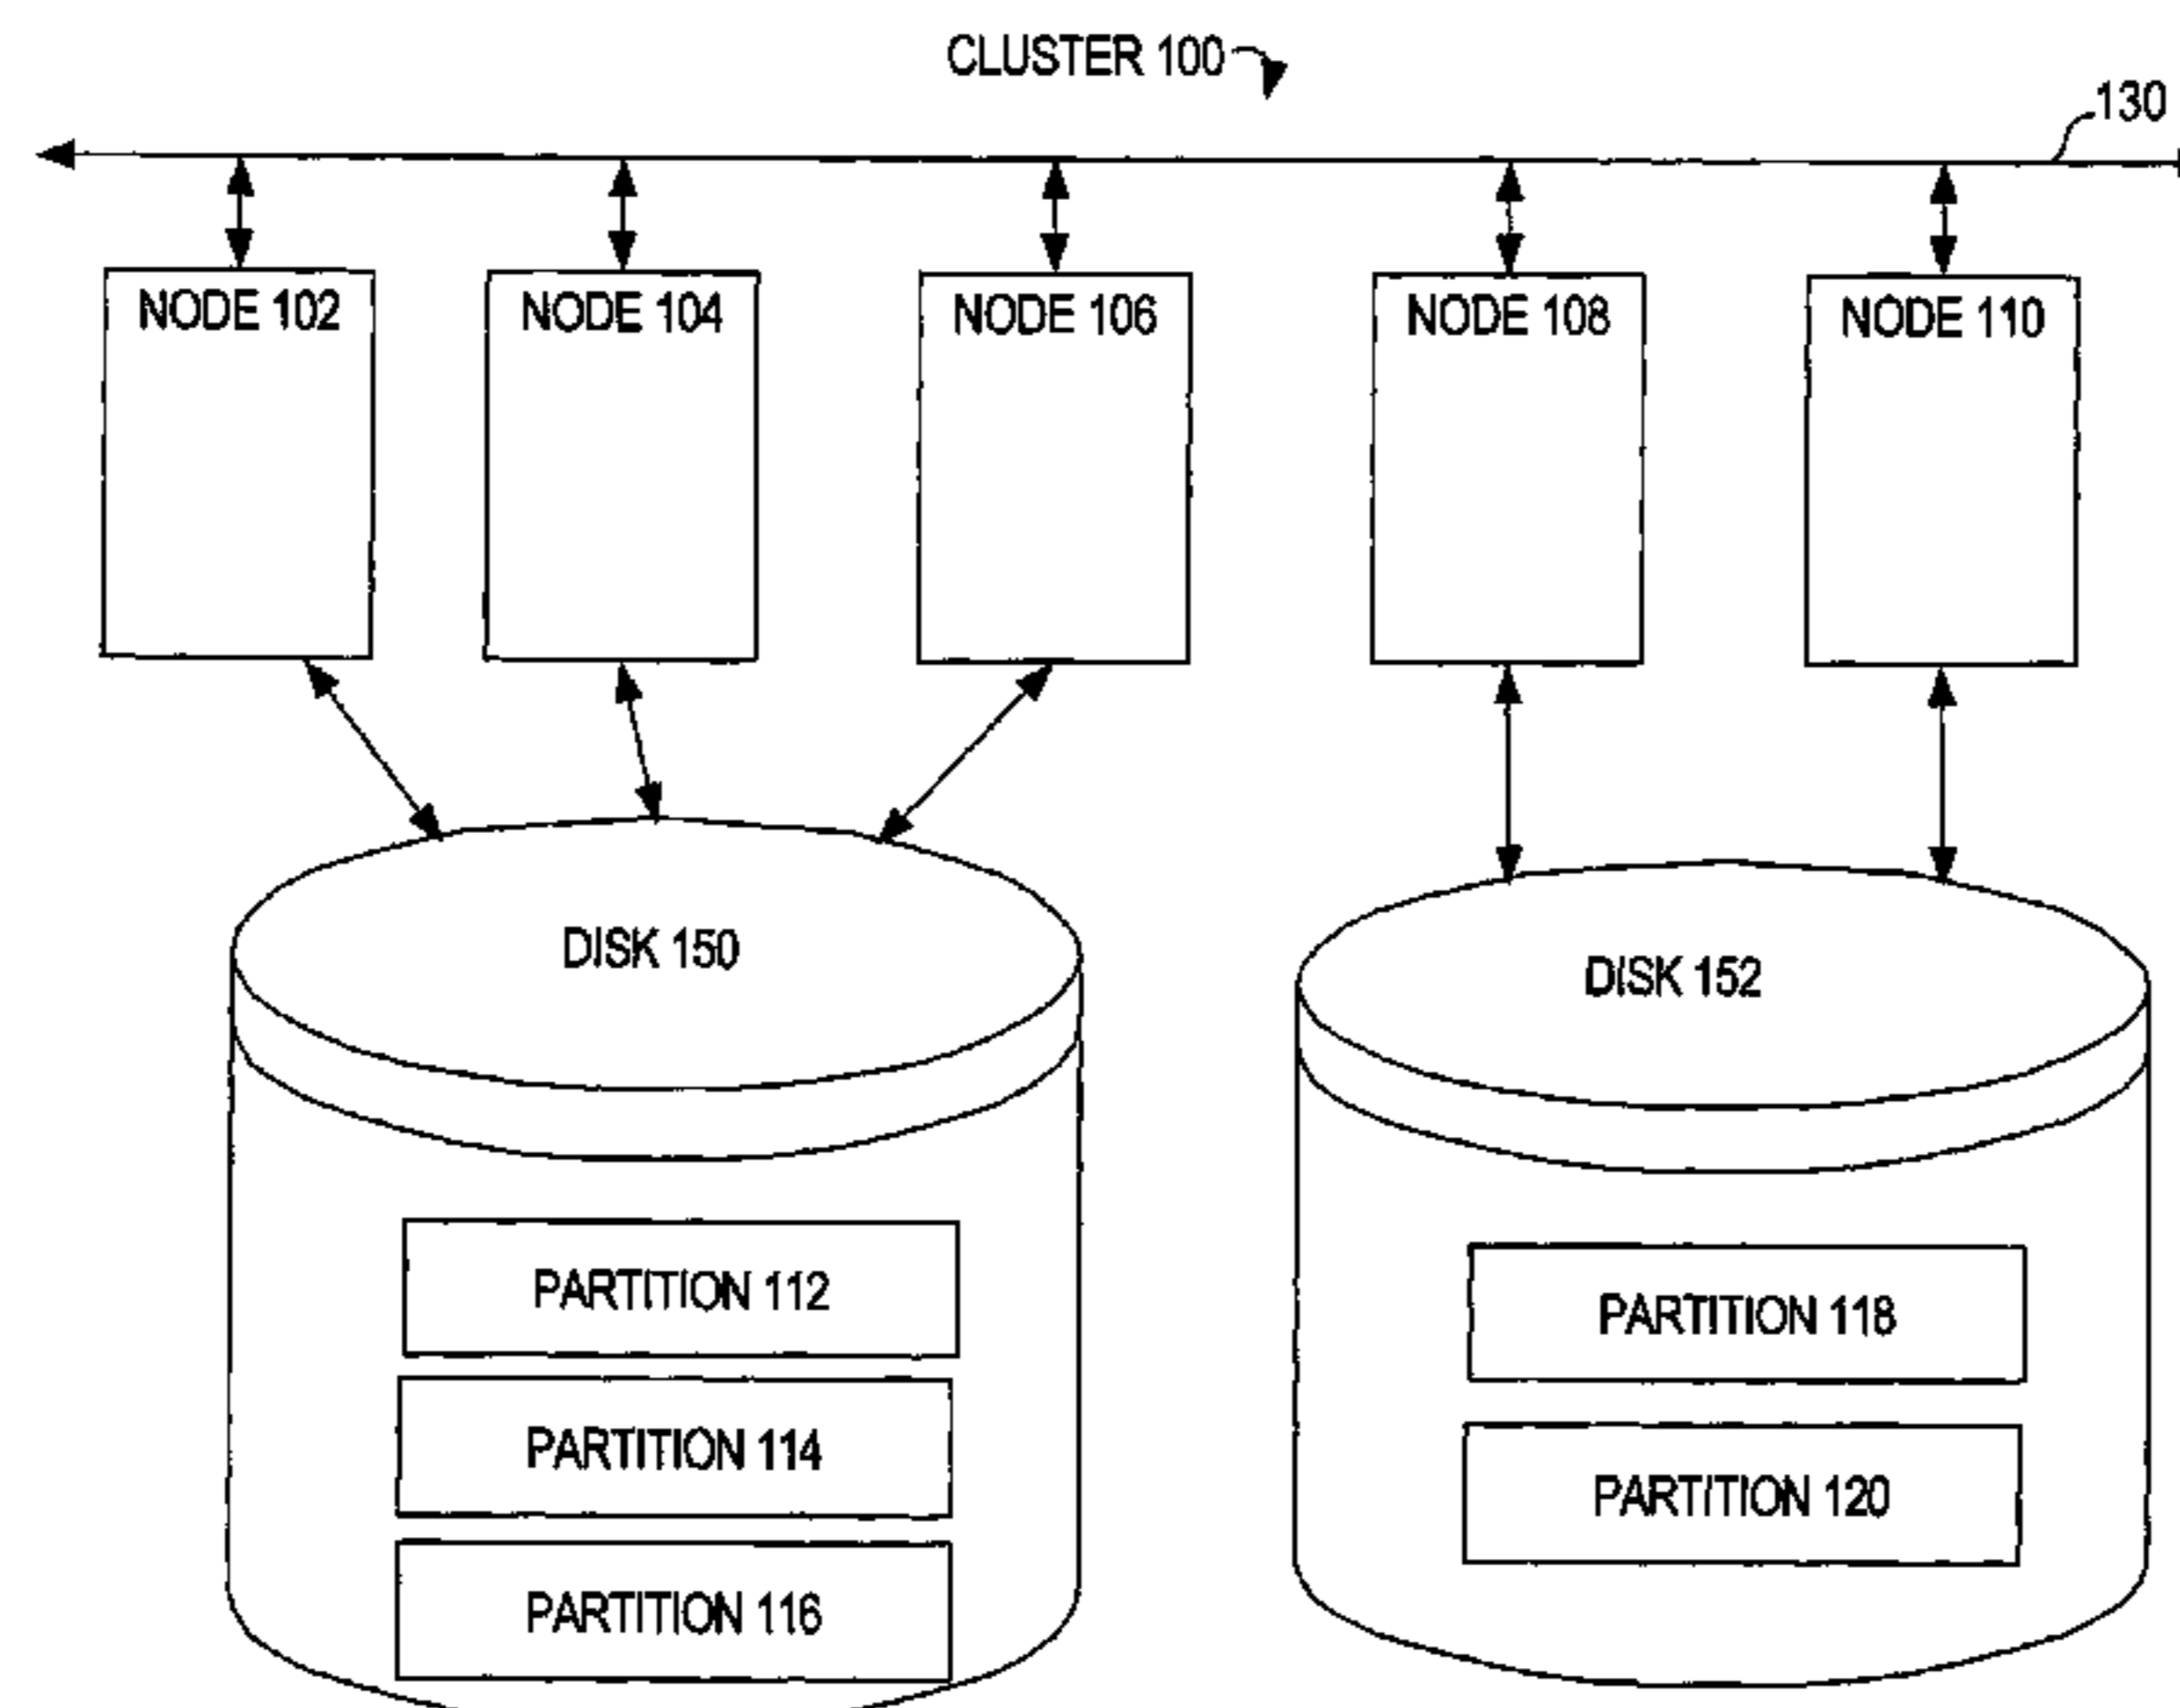 CLUSTER 100
130
NODE 102
NODE 104
NODE 106
NODE 108
NODE 110
DISK 150
DISK 152
PARTITION 112
PARTITION 114
PARTITION 116
PARTITION 118
PARTITION 120